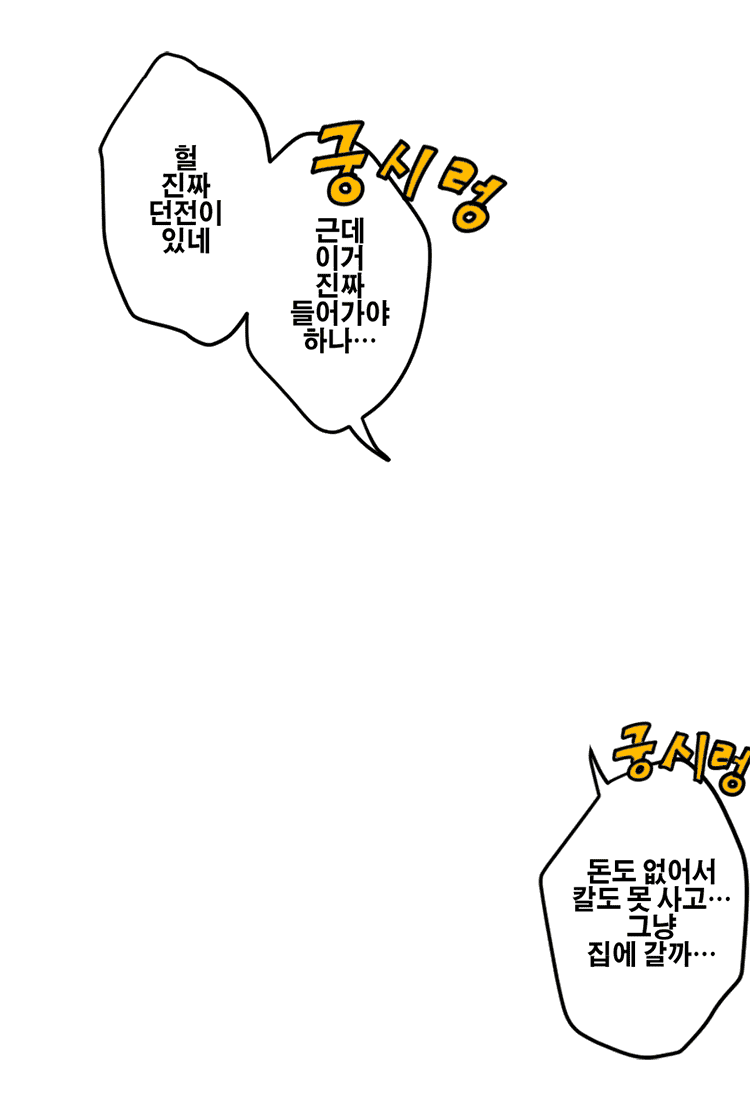 헐
진짜
던전이
있네
궁시렁
근데
이거
진짜
들어가야
하나…
궁시렁
돈도 없어서
칼도 못 사고…
그냥
집에 갈까…